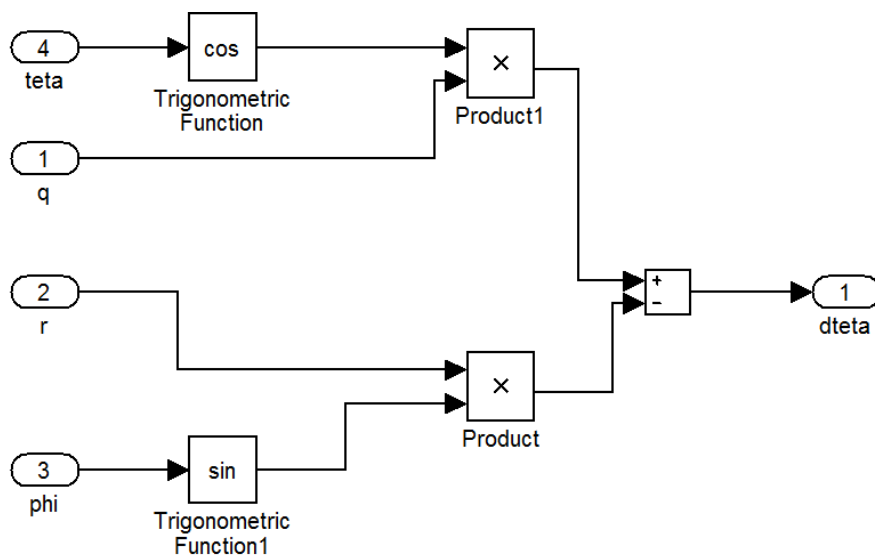 4
teta
cos
Trigonometric
Function
×
Product1
1
q
2
r
+
−
1
dteta
×
Product
3
phi
sin
Trigonometric
Function1